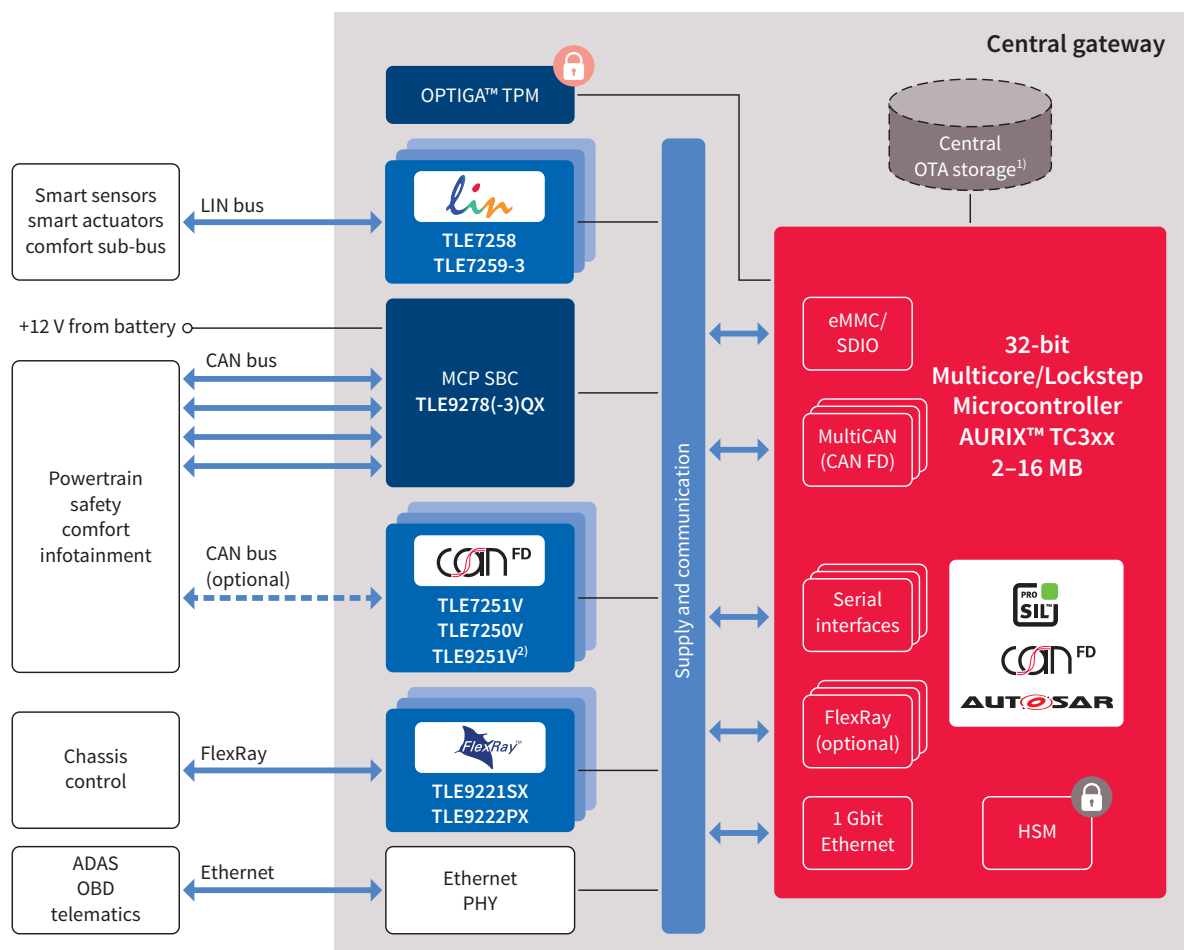 Central gateway
OPTIGA™ TPM
Central
OTA storage1)
Smart sensors
smart actuators
comfort sub-bus
LIN bus
lin
TLE7258
TLE7259-3
+12 V from battery
CAN bus
MCP SBC
TLE9278(-3)QX
Powertrain
safety
comfort
infotainment
CAN bus
(optional)
CAN FD
TLE7251V
TLE7250V
TLE9251V2)
Chassis
control
FlexRay
FlexRay™
TLE9221SX
TLE9222PX
ADAS
OBD
telematics
Ethernet
Ethernet
PHY
Supply and communication
eMMC/
SDIO
32-bit
Multicore/Lockstep
Microcontroller
AURIX™ TC3xx
2–16 MB
MultiCAN
(CAN FD)
Serial
interfaces
PRO
SIL™
CAN FD
AUTOSAR
FlexRay
(optional)
1 Gbit
Ethernet
HSM